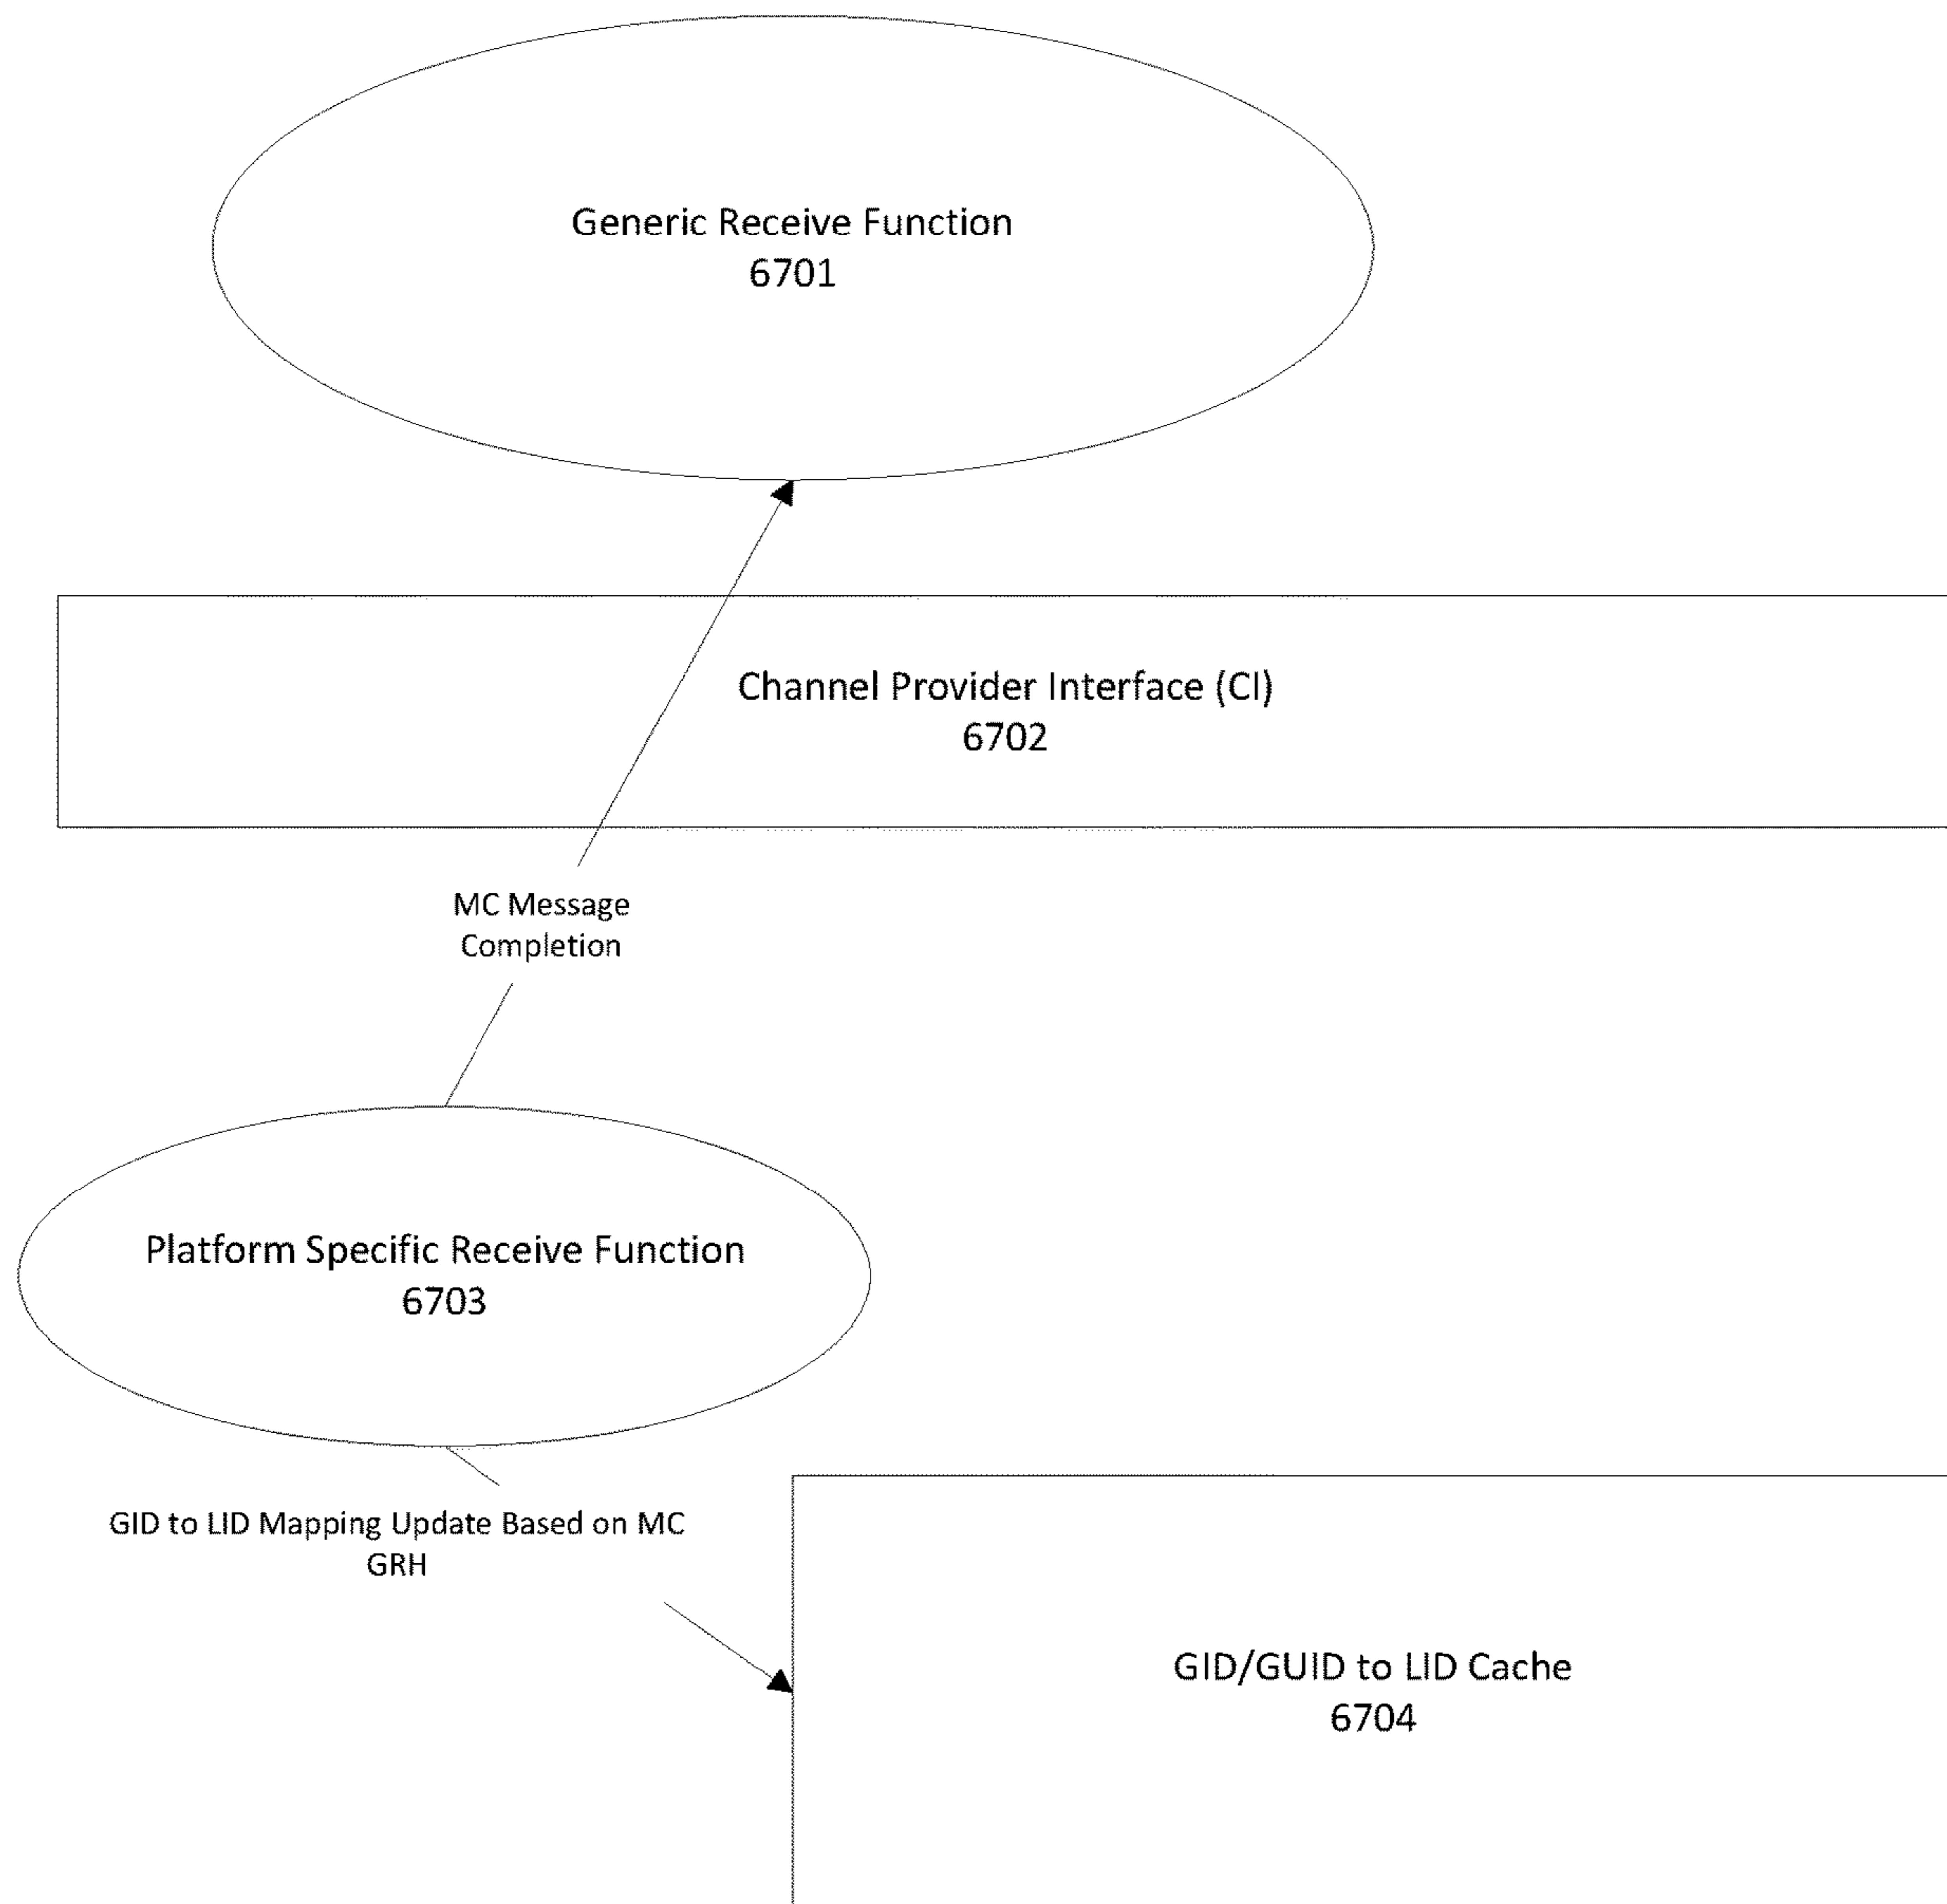 Generic Receive Function
6701
Channel Provider Interface (CI)
6702
MC Message
Completion
Platform Specific Receive Function
6703
GID to LID Mapping Update Based on MC
GRH
GID/GUID to LID Cache
6704